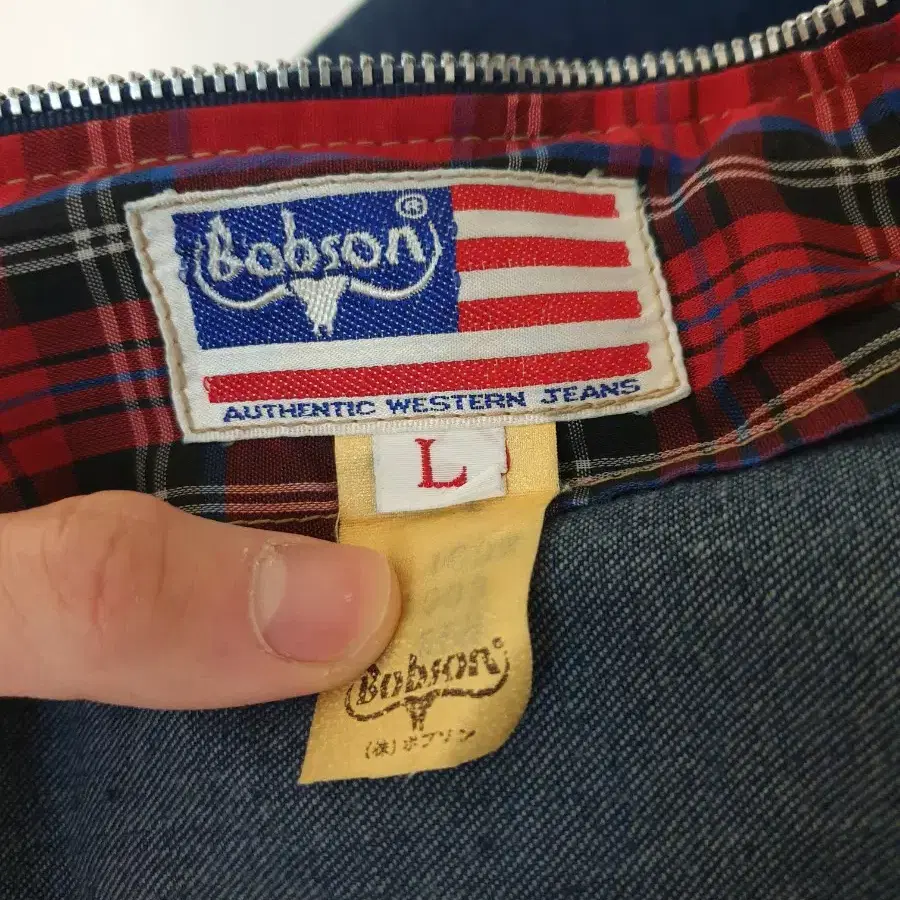 Bobson®
AUTHENTIC WESTERN JEANS
L
Bobson®
(株)ボブソン